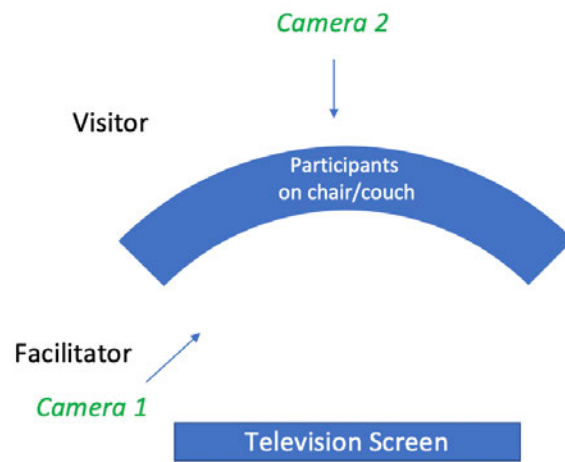 Camera 2
Visitor
Participants
on chair/couch
Facilitator
Camera 1
Television Screen